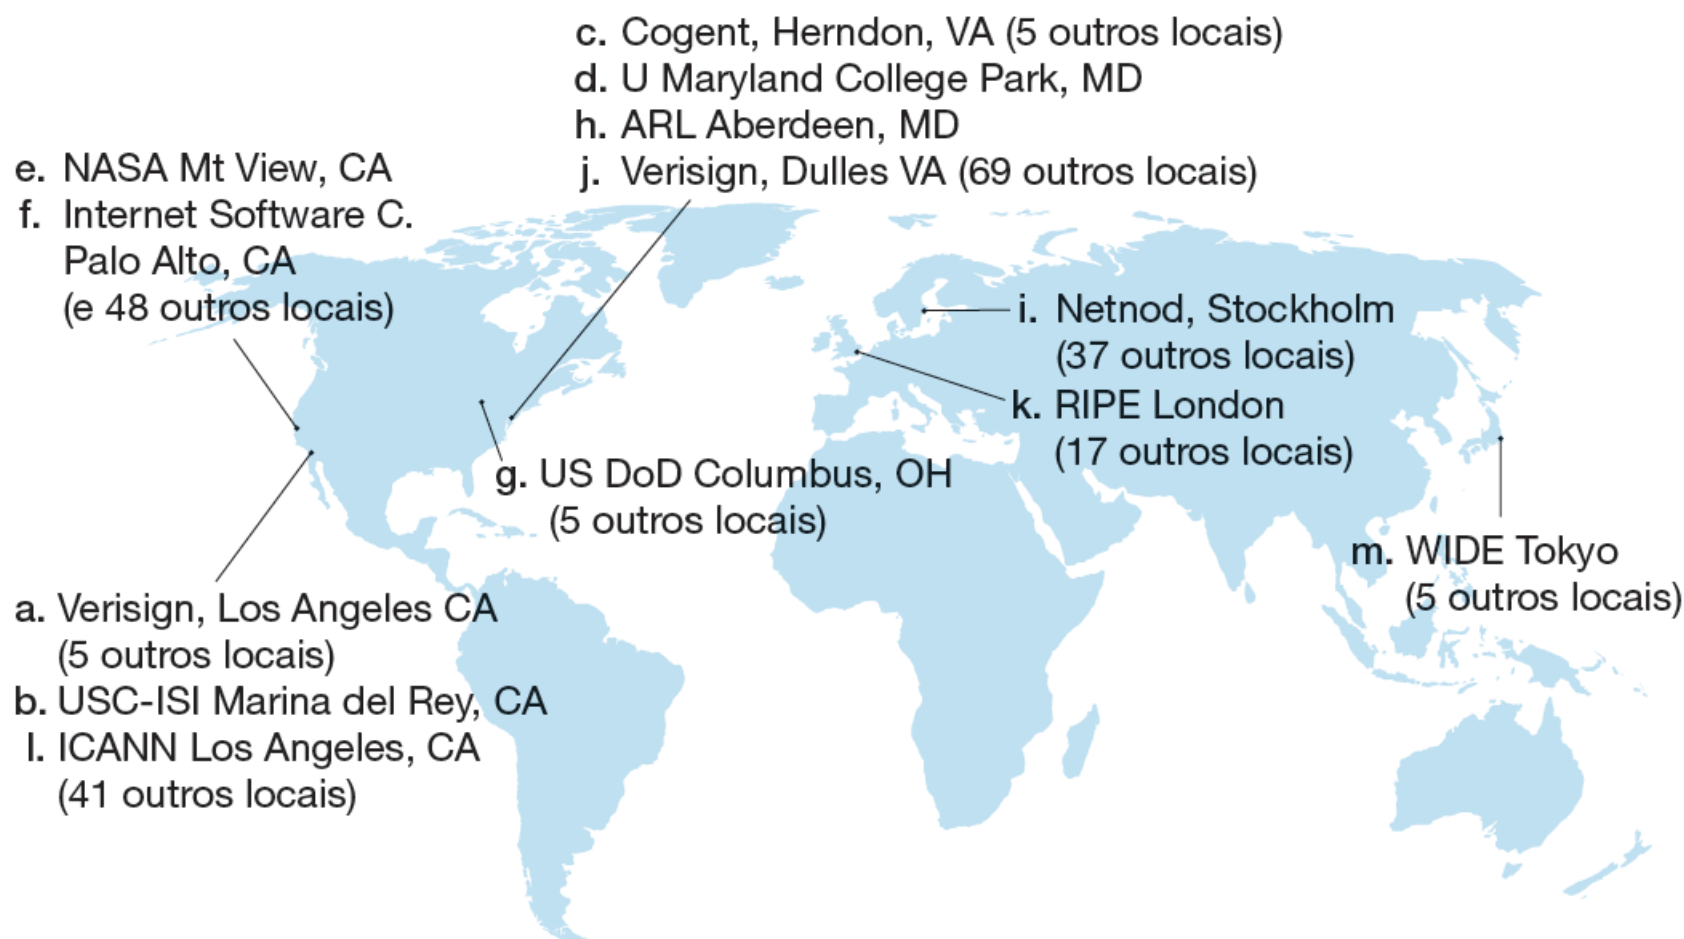 c. Cogent, Herndon, VA (5 outros locais)
d. U Maryland College Park, MD
h. ARL Aberdeen, MD
j. Verisign, Dulles VA (69 outros locais)
e. NASA Mt View, CA
f. Internet Software C.
Palo Alto, CA
(e 48 outros locais)
i. Netnod, Stockholm
(37 outros locais)
k. RIPE London
(17 outros locais)
g. US DoD Columbus, OH
(5 outros locais)
m. WIDE Tokyo
(5 outros locais)
a. Verisign, Los Angeles CA
(5 outros locais)
b. USC-ISI Marina del Rey, CA
l. ICANN Los Angeles, CA
(41 outros locais)